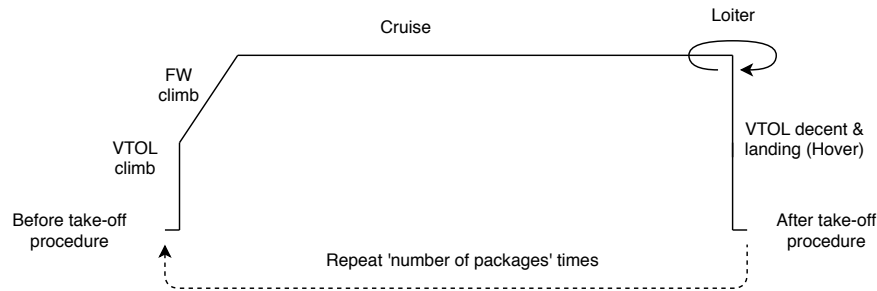 Loiter
Cruise
FW
climb
VTOL
climb
VTOL decent &
landing (Hover)
Before take-off
procedure
After take-off
procedure
Repeat 'number of packages' times